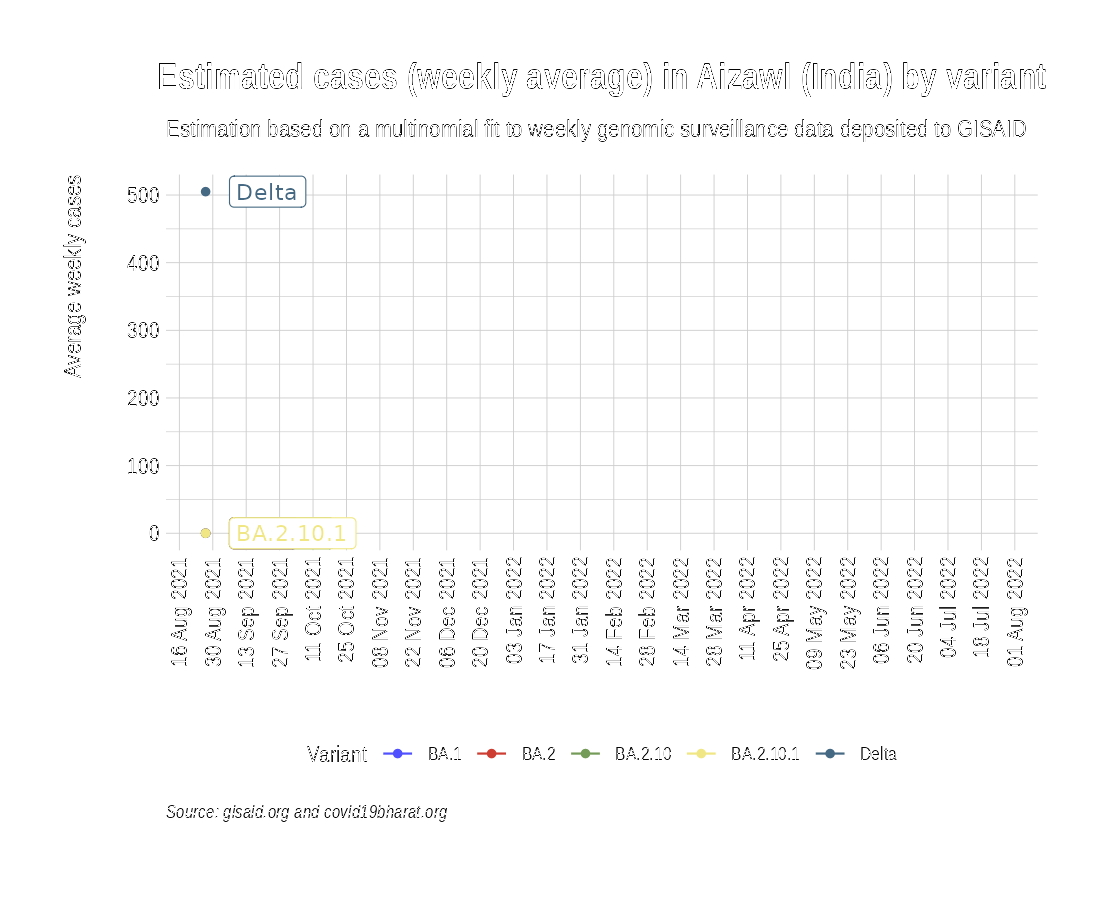 Estimated cases (weekly average) in Aizawl (India) by variant
Estimation based on a multinomial fit to weekly genomic surveillance data deposited to GISAID
Average weekly cases
500
400
300
200
100
0
Delta
BA.2.10.1
16 Aug 2021
30 Aug 2021
13 Sep 2021
27 Sep 2021
11 Oct 2021
25 Oct 2021
08 Nov 2021
22 Nov 2021
06 Dec 2021
20 Dec 2021
03 Jan 2022
17 Jan 2022
31 Jan 2022
14 Feb 2022
28 Feb 2022
14 Mar 2022
28 Mar 2022
11 Apr 2022
25 Apr 2022
09 May 2022
23 May 2022
06 Jun 2022
20 Jun 2022
04 Jul 2022
18 Jul 2022
01 Aug 2022
Variant BA.1 BA.2 BA.2.10 BA.2.10.1 Delta
Source: gisaid.org and covid19bharat.org